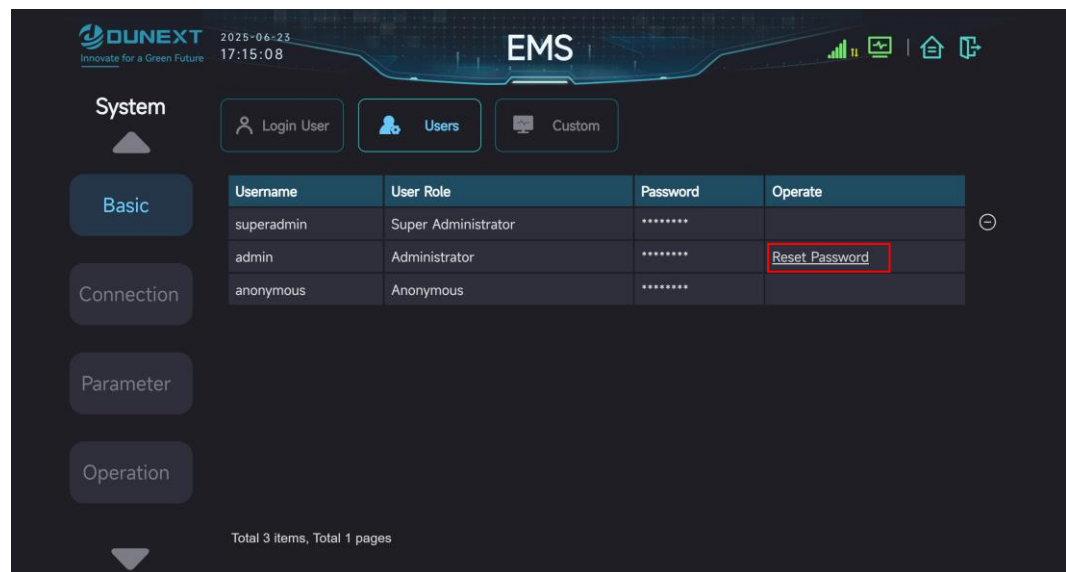 DUNEXT
Innovate for a Green Future
2025-06-23
17:15:08
EMS
System
Login User
Users
Custom
Basic
Connection
Parameter
Operation
Username User Role Password Operate
superadmin Super Administrator ********
admin Administrator ******** Reset Password
anonymous Anonymous ********
Total 3 items, Total 1 pages